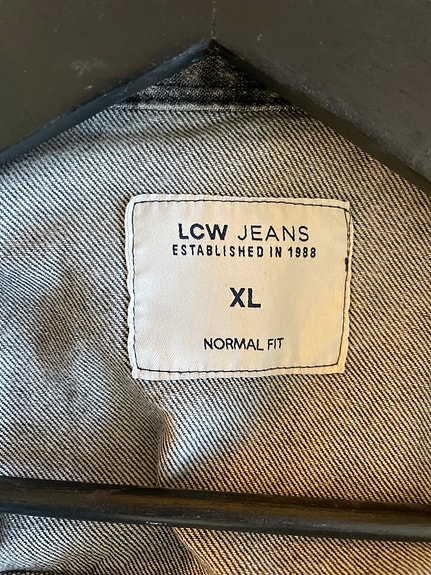 LCW JEANS
ESTABLISHED IN 1988
XL
NORMAL FIT